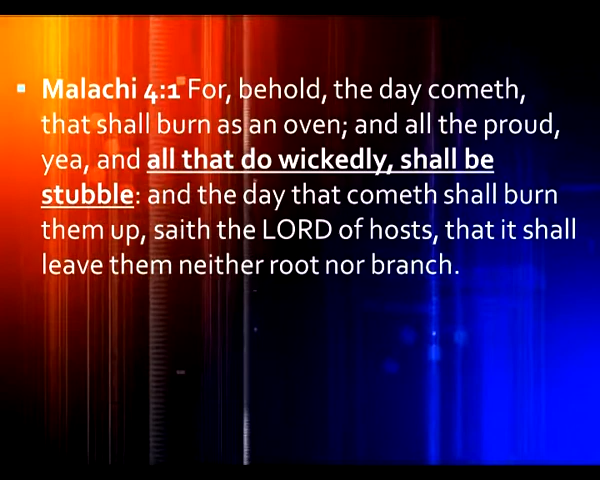 Malachi 4:1 For, behold, the day cometh,
that shall burn as an oven; and all the proud,
yea, and all that do wickedly, shall be
stubble: and the day that cometh shall burn
them up, saith the LORD of hosts, that it shall
leave them neither root nor branch.